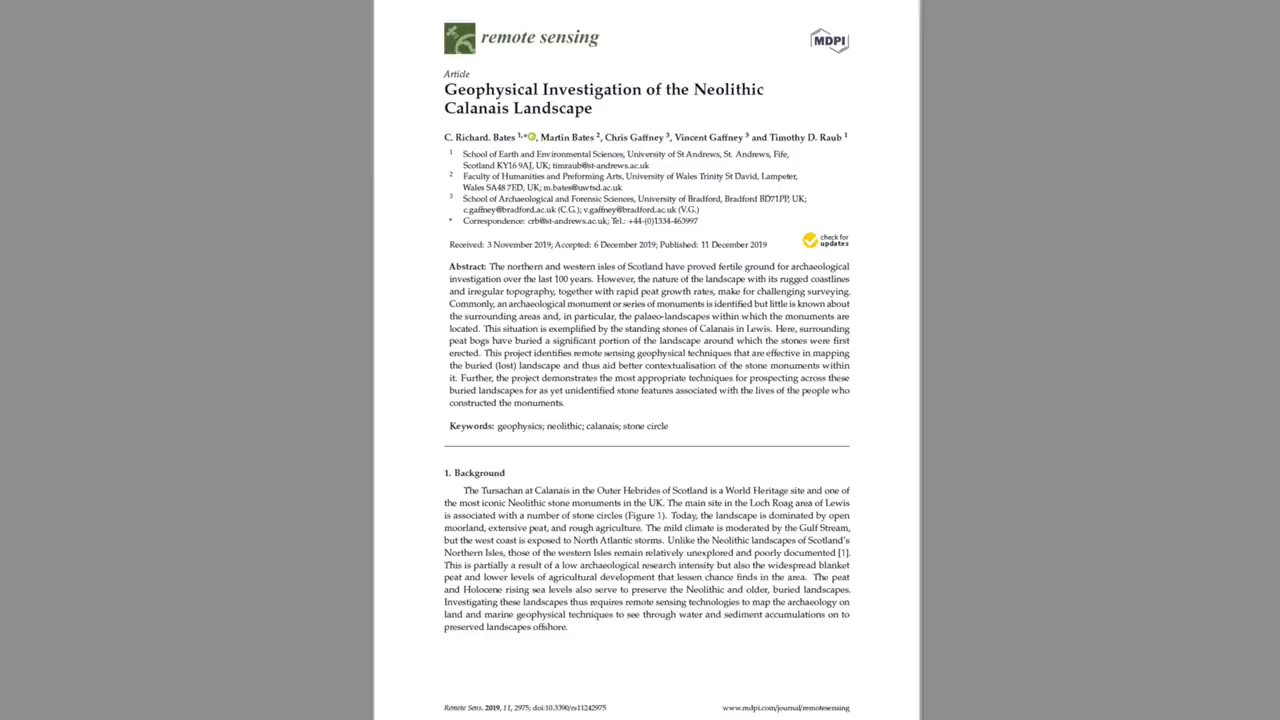 remote sensing
MDPI
Article
Geophysical Investigation of the Neolithic
Calanais Landscape
C. Richard. Bates 1,*, Martin Bates 2, Chris Gaffney 3, Vincent Gaffney 3 and Timothy D. Raub 1
1 School of Earth and Environmental Sciences, University of St Andrews, St. Andrews, Fife,
Scotland KY16 9AJ, UK; timraub@st-andrews.ac.uk
2 Faculty of Humanities and Preforming Arts, University of Wales Trinity St David, Lampeter,
Wales SA48 7ED, UK; m.bates@uwtsd.ac.uk
3 School of Archaeological and Forensic Sciences, University of Bradford, Bradford BD71PP, UK;
c.gaffney@bradford.ac.uk (C.G.); v.gaffney@bradford.ac.uk (V.G.)
* Correspondence: crb@st-andrews.ac.uk; Tel.: +44-(0)1334-463997
Received: 3 November 2019; Accepted: 6 December 2019; Published: 11 December 2019
check for
updates
Abstract: The northern and western isles of Scotland have proved fertile ground for archaeological
investigation over the last 100 years. However, the nature of the landscape with its rugged coastlines
and irregular topography, together with rapid peat growth rates, make for challenging surveying.
Commonly, an archaeological monument or series of monuments is identified but little is known about
the surrounding areas and, in particular, the palaeo-landscapes within which the monuments are
located. This situation is exemplified by the standing stones of Calanais in Lewis. Here, surrounding
peat bogs have buried a significant portion of the landscape around which the stones were first
erected. This project identifies remote sensing geophysical techniques that are effective in mapping
the buried (lost) landscape and thus aid better contextualisation of the stone monuments within
it. Further, the project demonstrates the most appropriate techniques for prospecting across these
buried landscapes for as yet unidentified stone features associated with the lives of the people who
constructed the monuments.
Keywords: geophysics; neolithic; calanais; stone circle
1. Background
The Tursachan at Calanais in the Outer Hebrides of Scotland is a World Heritage site and one of
the most iconic Neolithic stone monuments in the UK. The main site in the Loch Roag area of Lewis
is associated with a number of stone circles (Figure 1). Today, the landscape is dominated by open
moorland, extensive peat, and rough agriculture. The mild climate is moderated by the Gulf Stream,
but the west coast is exposed to North Atlantic storms. Unlike the Neolithic landscapes of Scotland's
Northern Isles, those of the western Isles remain relatively unexplored and poorly documented [1].
This is partially a result of a low archaeological research intensity but also the widespread blanket
peat and lower levels of agricultural development that lessen chance finds in the area. The peat
and Holocene rising sea levels also serve to preserve the Neolithic and older, buried landscapes.
Investigating these landscapes thus requires remote sensing technologies to map the archaeology on
land and marine geophysical techniques to see through water and sediment accumulations on to
preserved landscapes offshore.
Remote Sens. 2019, 11, 2975; doi:10.3390/rs11242975
www.mdpi.com/journal/remotesensing